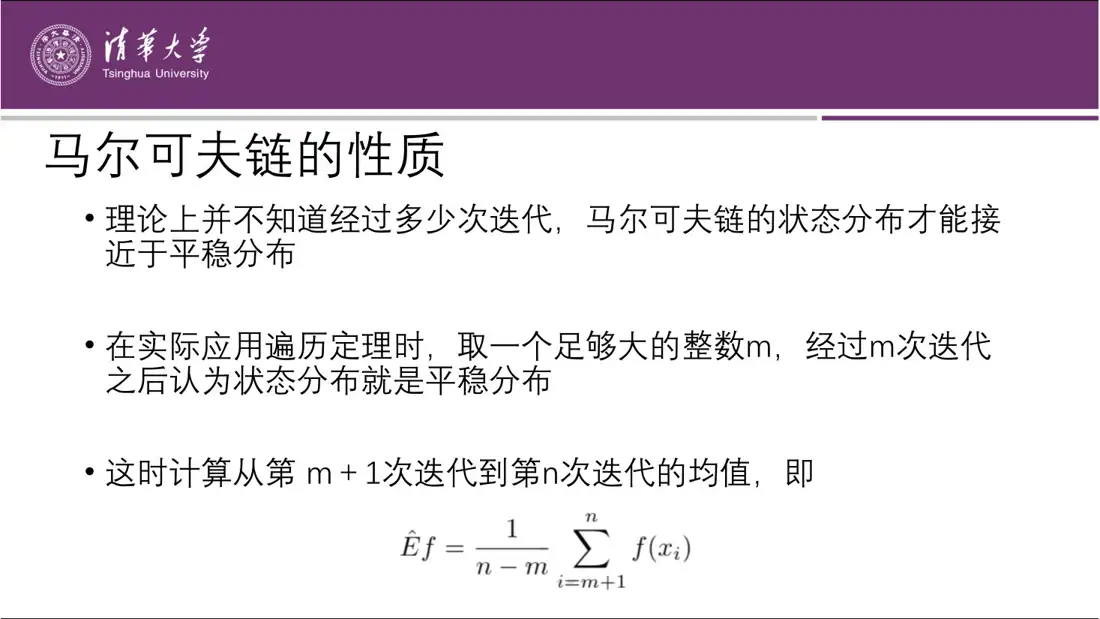 清华大学
Tsinghua University
马尔可夫链的性质
• 理论上并不知道经过多少次迭代，马尔可夫链的状态分布才能接
近于平稳分布
• 在实际应用遍历定理时，取一个足够大的整数m，经过m次迭代
之后认为状态分布就是平稳分布
• 这时计算从第 m + 1次迭代到第n次迭代的均值，即
$\hat{E}f = \frac{1}{n-m} \sum_{i=m+1}^{n} f(x_i)$